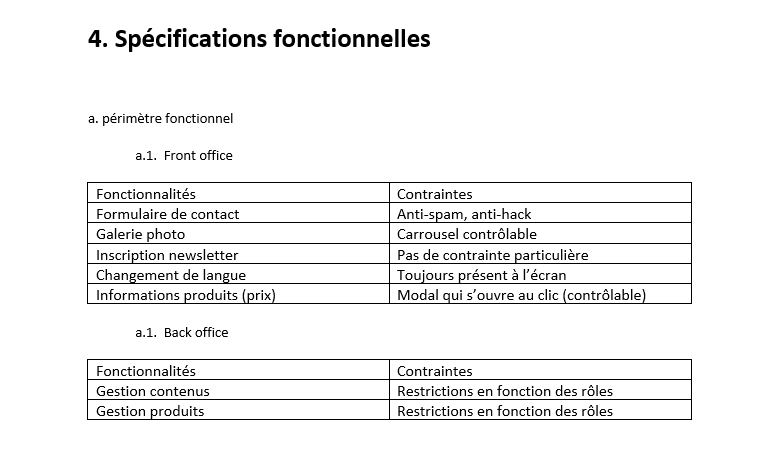 4. Spécifications fonctionnelles
a. périmètre fonctionnel
a.1. Front office
Fonctionnalités Contraintes
Formulaire de contact Anti-spam, anti-hack
Galerie photo Carrousel contrôlable
Inscription newsletter Pas de contrainte particulière
Changement de langue Toujours présent à l’écran
Informations produits (prix) Modal qui s’ouvre au clic (contrôlable)
a.1. Back office
Fonctionnalités Contraintes
Gestion contenus Restrictions en fonction des rôles
Gestion produits Restrictions en fonction des rôles